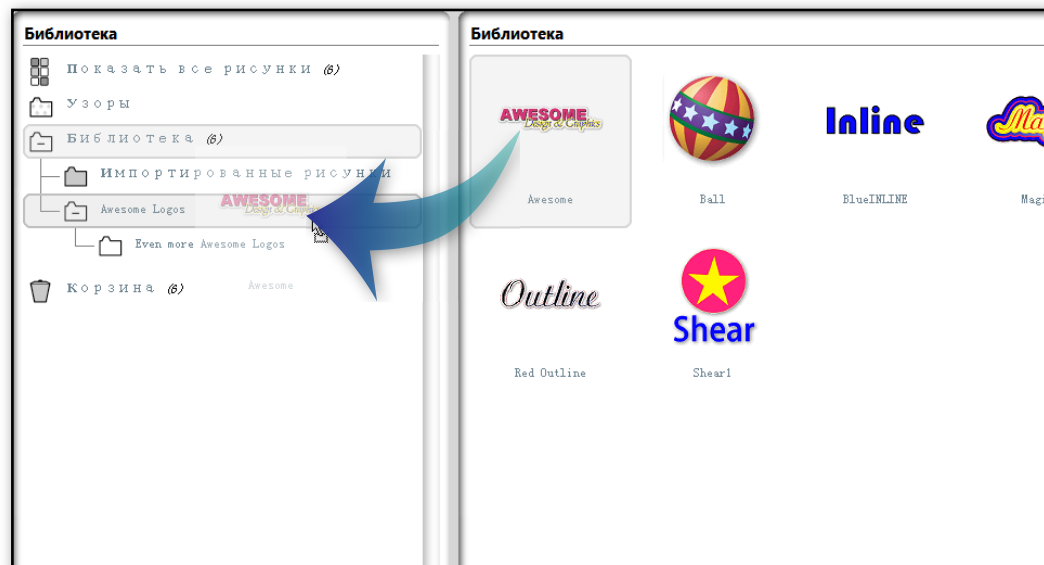 Библиотека
Показать все рисунки (6)
Узоры
Библиотека (6)
Импортированные рисунки
Awesome Logos
AWESOME
Design & Graphics
Even more Awesome Logos
Корзина (6)
Awesome
Библиотека
AWESOME
Design & Graphics
Inline
Awesome
Ball
BlueINLINE
Outline
Shear
Red Outline
Shear1